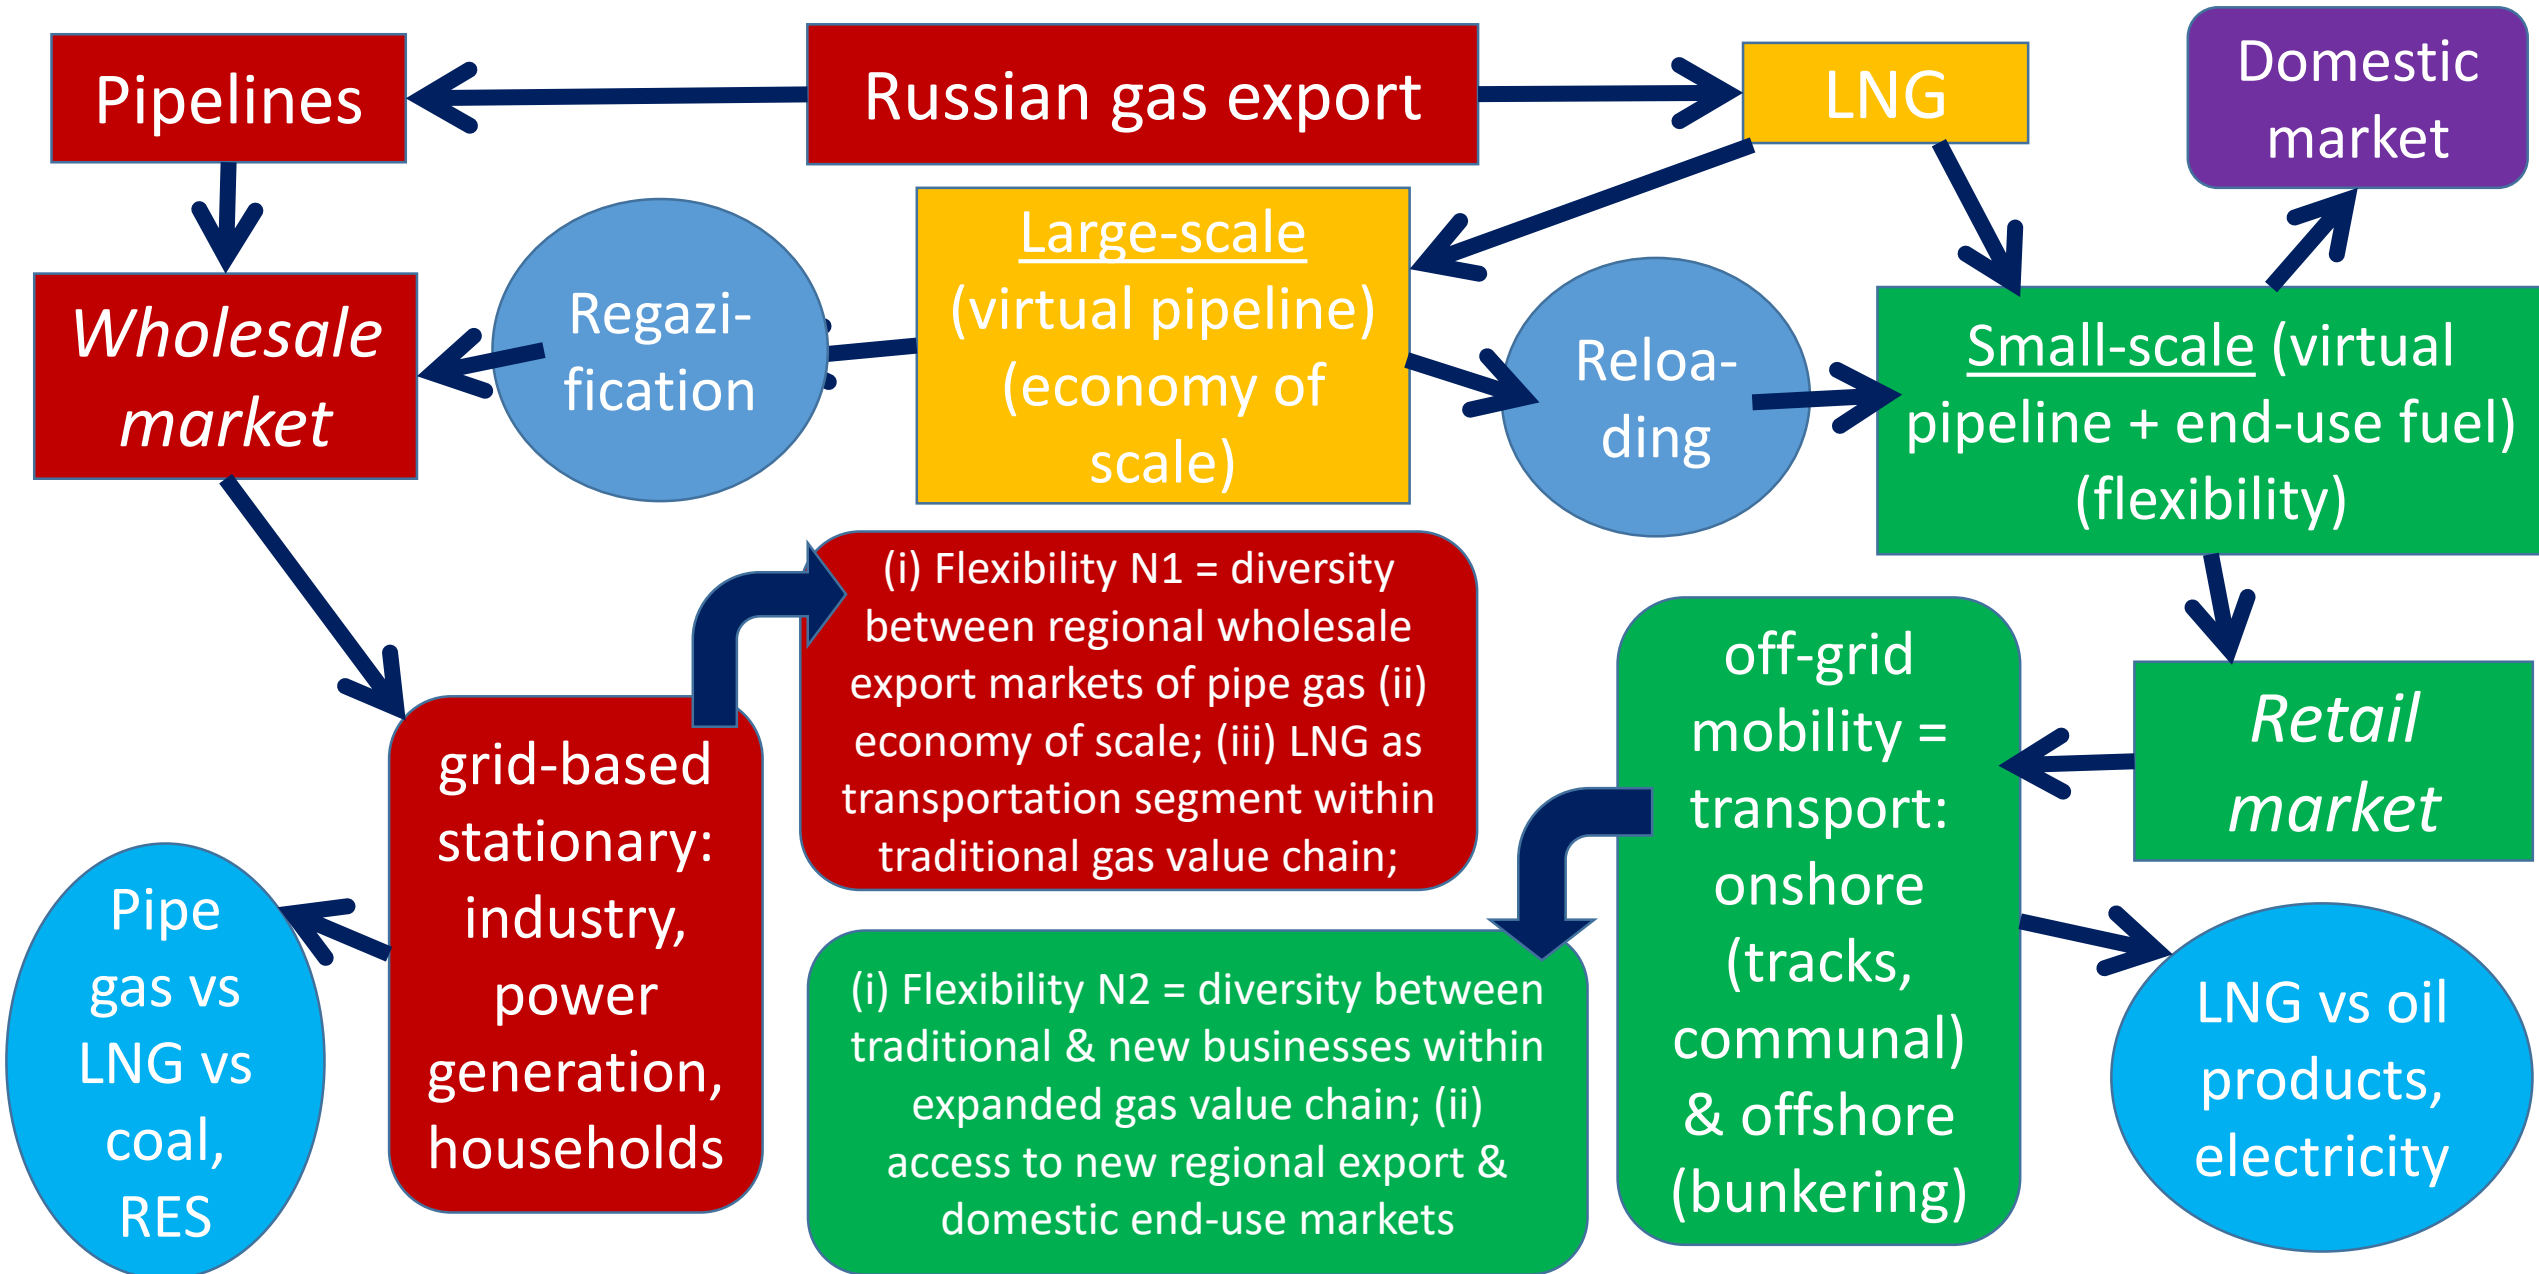 Pipelines
Russian gas export
LNG
Domestic
market
Wholesale
market
Regazi-
fication
Large-scale
(virtual pipeline)
(economy of
scale)
Reloa-
ding
Small-scale (virtual
pipeline + end-use fuel)
(flexibility)
(i) Flexibility N1 = diversity
between regional wholesale
export markets of pipe gas (ii)
economy of scale; (iii) LNG as
transportation segment within
traditional gas value chain;
off-grid
mobility =
transport:
onshore
(tracks,
communal)
& offshore
(bunkering)
Retail
market
grid-based
stationary:
industry,
power
generation,
households
Pipe
gas vs
LNG vs
coal,
RES
(i) Flexibility N2 = diversity between
traditional & new businesses within
expanded gas value chain; (ii)
access to new regional export &
domestic end-use markets
LNG vs oil
products,
electricity